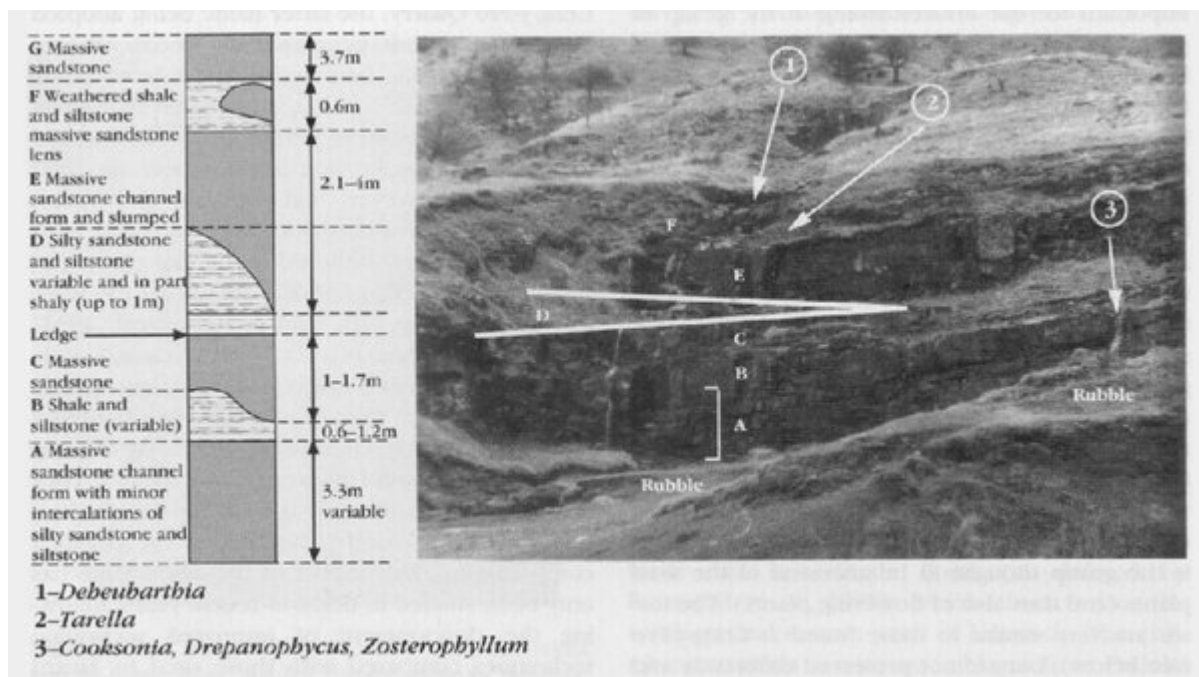 G Massive
sandstone
3.7m
F Weathered shale
and siltstone
massive sandstone
lens
0.6m
E Massive
sandstone channel
form and slumped
2.1–4m
D Silty sandstone
and siltstone
variable and in part
shaly (up to 1m)
Ledge
C Massive
sandstone
1–1.7m
B Shale and
siltstone (variable)
0.6–1.2m
A Massive
sandstone channel
form with minor
intercalations of
silty sandstone and
siltstone
3.3m
variable
1
2
3
F
E
D
C
B
A
Rubble
Rubble
1–Debeubarthia
2–Tarella
3–Cooksonia, Drepanophycus, Zosterophyllum